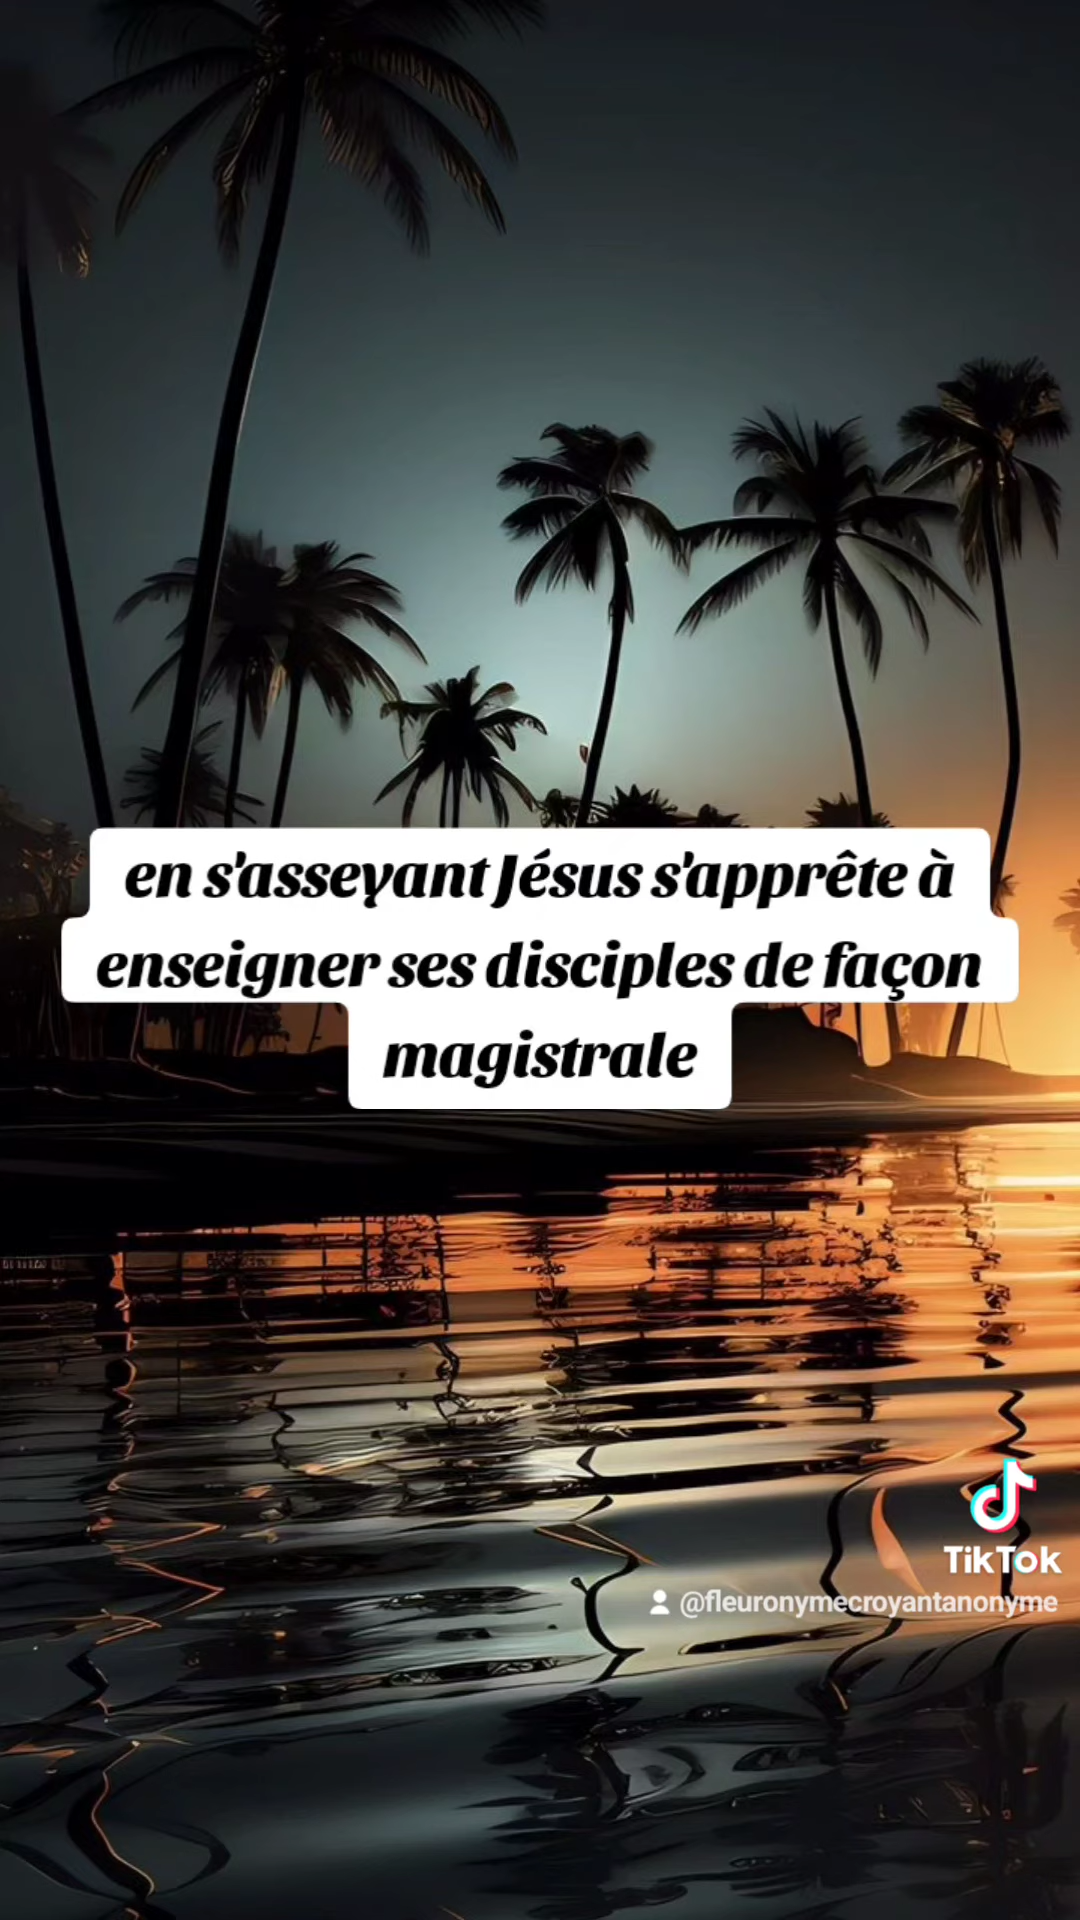 en s'asseyant Jésus s'apprête à
enseigner ses disciples de façon
magistrale
TikTok
@fleuronymecroyantanonyme